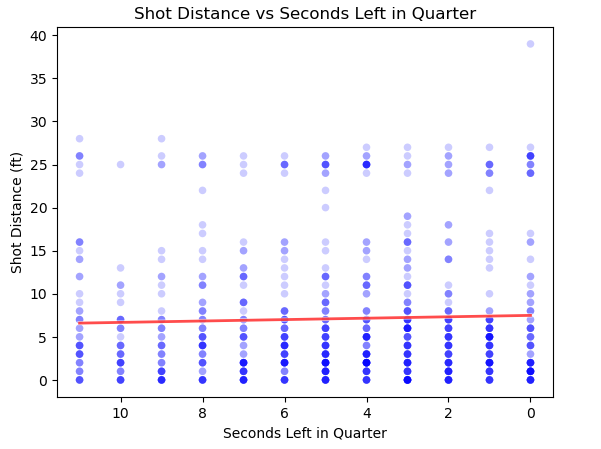 Shot Distance vs Seconds Left in Quarter
40
35
30
25
20
15
10
5
0
Shot Distance (ft)
10 8 6 4 2 0
Seconds Left in Quarter